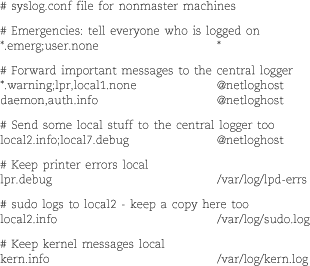 # syslog.conf file for nonmaster machines
# Emergencies: tell everyone who is logged on
*.emerg;user.none *
# Forward important messages to the central logger
*.warning;lpr,local1.none @netloghost
daemon,auth.info @netloghost
# Send some local stuff to the central logger too
local2.info;local7.debug @netloghost
# Keep printer errors local
lpr.debug /var/log/lpd-errs
# sudo logs to local2 - keep a copy here too
local2.info /var/log/sudo.log
# Keep kernel messages local
kern.info /var/log/kern.log